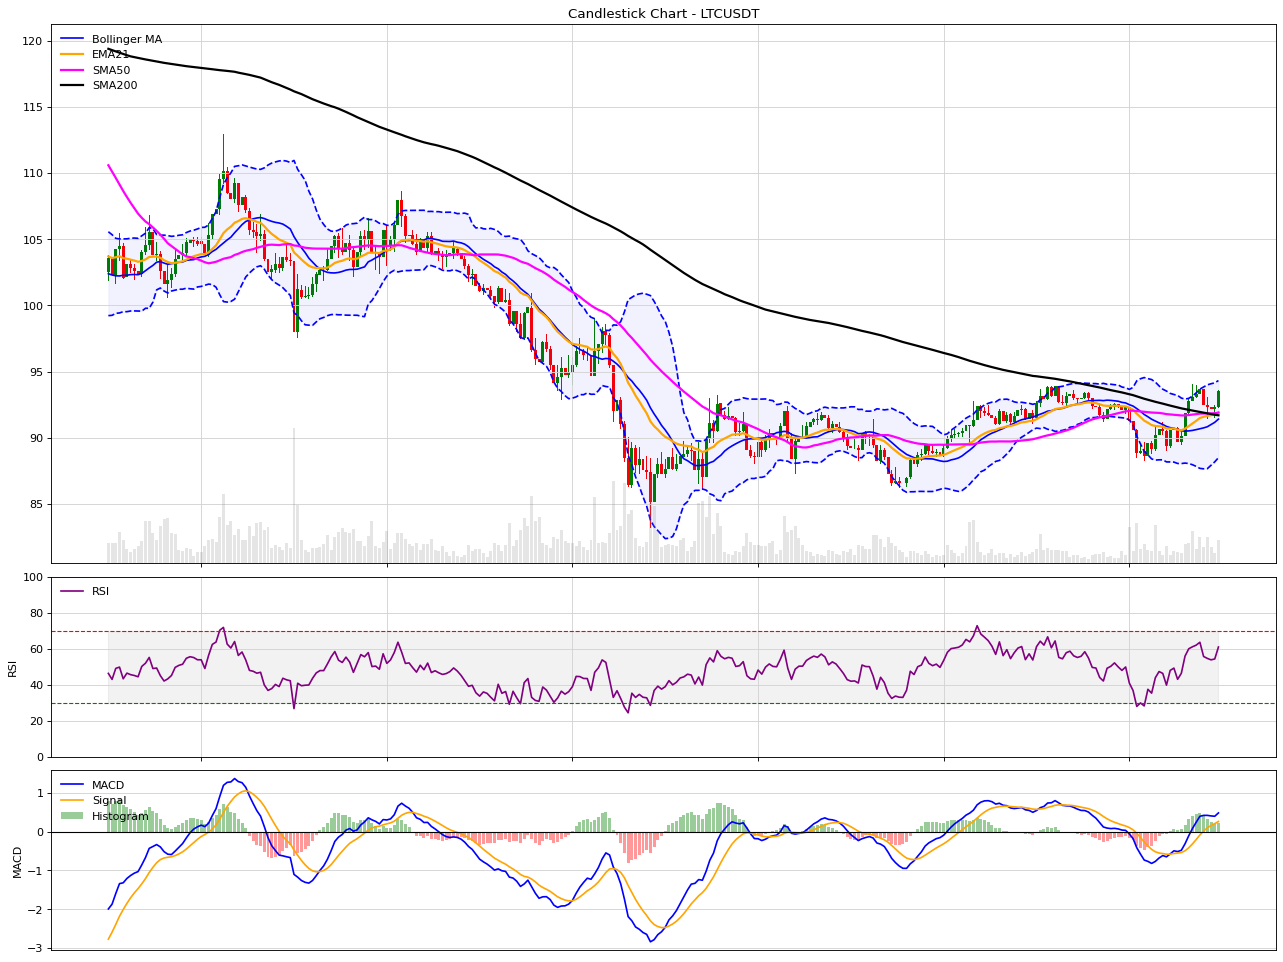 Candlestick Chart - LTCUSDT
Bollinger MA
EMA21
SMA50
SMA200
120
115
110
105
100
95
90
85
RSI
100
80
60
40
20
0
RSI
MACD
Signal
Histogram
1
0
−1
−2
−3
MACD